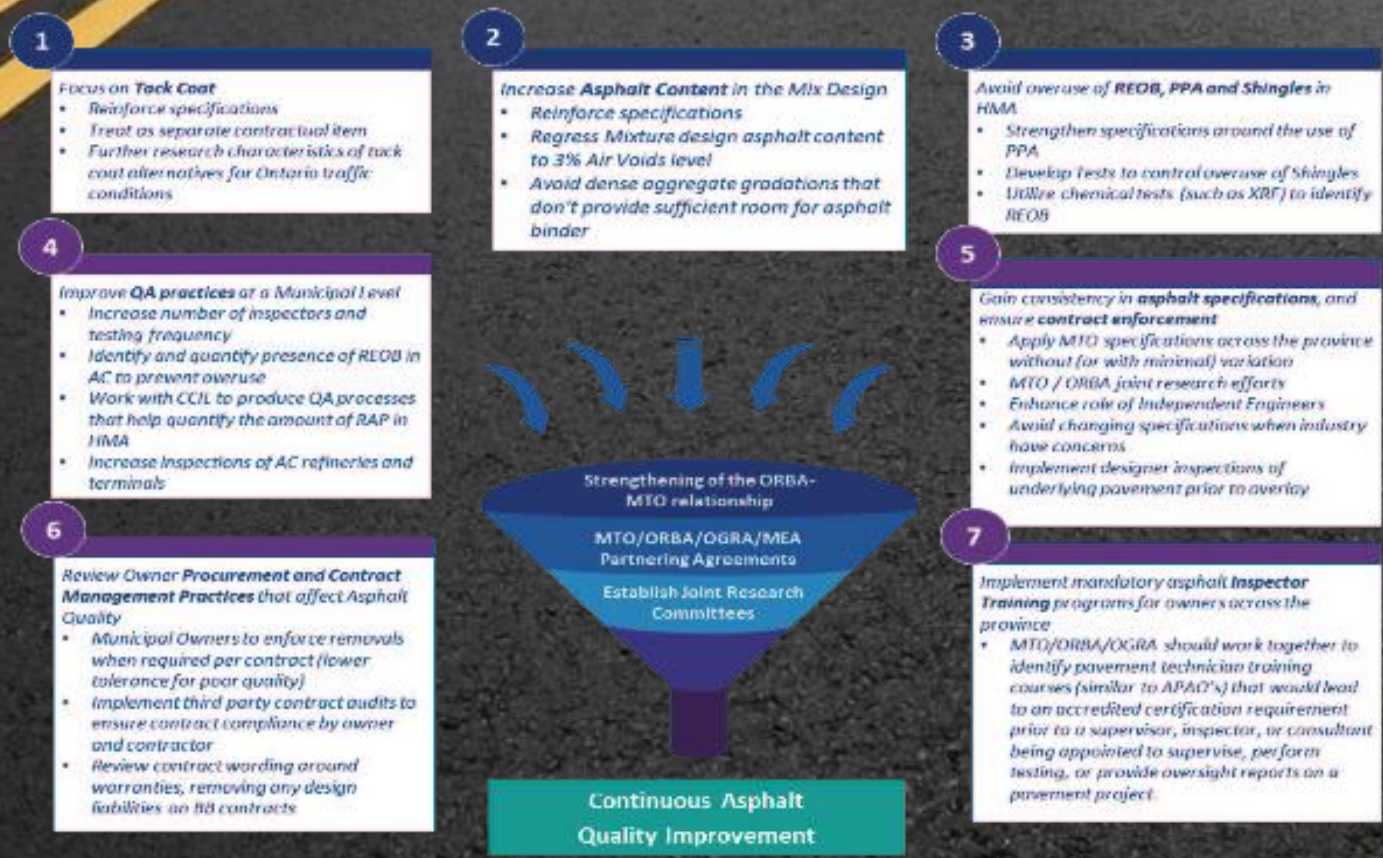 1
Focus on Tack Coat
• Reinforce specifications
• Treat as separate contractual item
• Further research characteristics of tack
coat alternatives for Ontario traffic
conditions
2
Increase Asphalt Content in the Mix Design
• Reinforce specifications
• Regress Mixture design asphalt content
to 3% Air Voids level
• Avoid dense aggregate gradations that
don't provide sufficient room for asphalt
binder
3
Avoid overuse of REOB, PPA and Shingles in
HMA
• Strengthen specifications around the use of
PPA
• Develop Tests to control overuse of Shingles
• Utilize chemical tests (such as XRF) to identify
REOB
4
Improve QA practices at a Municipal Level
• Increase number of inspectors and
testing frequency
• Identify and quantify presence of REOB in
AC to prevent overuse
• Work with CCIL to produce QA processes
that help quantify the amount of RAP in
HMA
• Increase inspections of AC refineries and
terminals
5
Gain consistency in asphalt specifications, and
ensure contract enforcement
• Apply MTO specifications across the province
without (or with minimal) variation
• MTO / ORBA joint research efforts
• Enhance role of Independent Engineers
• Avoid changing specifications when industry
have concerns
• Implement designer inspections of
underlying pavement prior to overlay
6
Review Owner Procurement and Contract
Management Practices that affect Asphalt
Quality
• Municipal Owners to enforce removals
when required per contract (lower
tolerance for poor quality)
• Implement third party contract audits to
ensure contract compliance by owner
and contractor
• Review contract wording around
warranties, removing any design
liabilities on BB contracts
7
Implement mandatory asphalt Inspector
Training programs for owners across the
province
• MTO/ORBA/OGRA should work together to
identify pavement technician training
courses (similar to APAO's) that would lead
to an accredited certification requirement
prior to a supervisor, inspector, or consultant
being appointed to supervise, perform
testing, or provide oversight reports on a
pavement project.
Strengthening of the ORBA-
MTO relationship
MTO/ORBA/OGRA/MEA
Partnering Agreements
Establish Joint Research
Committees
Continuous Asphalt
Quality Improvement